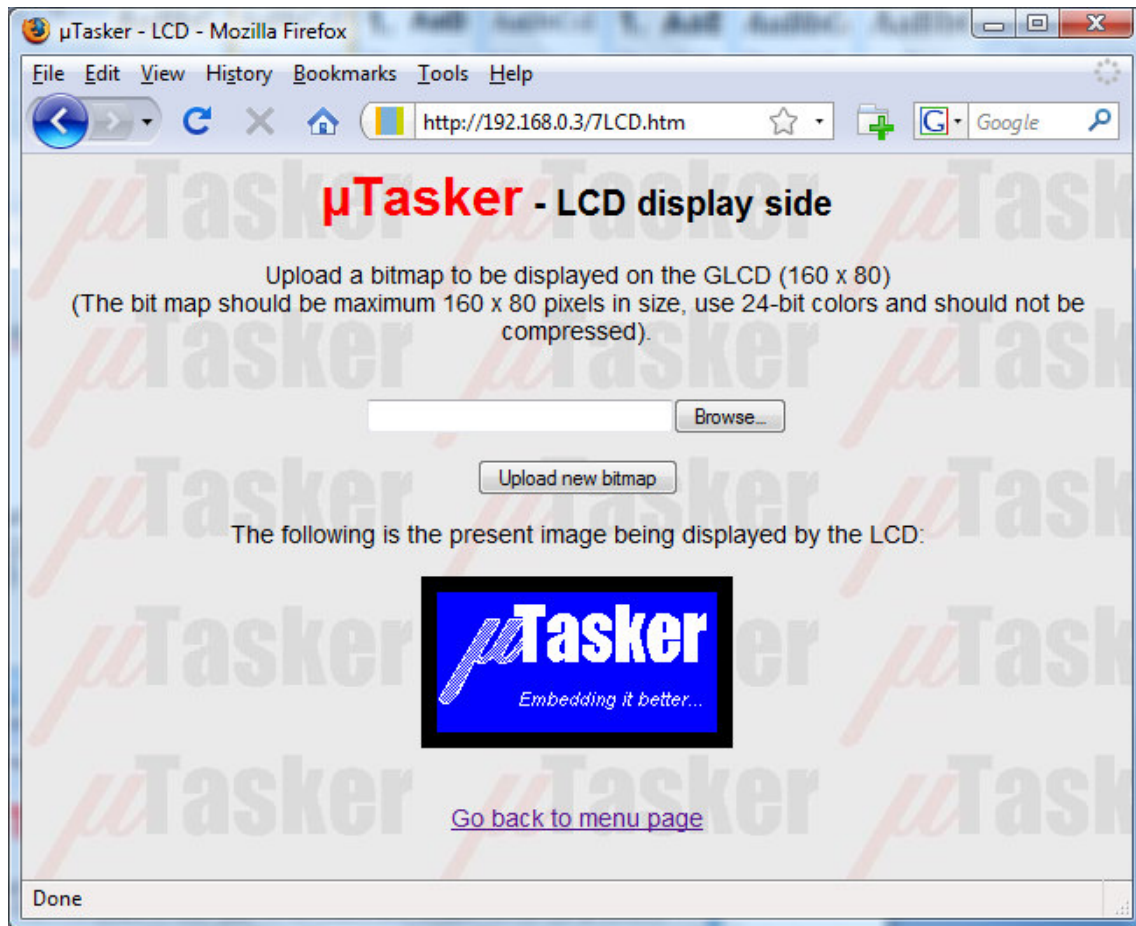 µTasker - LCD - Mozilla Firefox
File Edit View History Bookmarks Tools Help
http://192.168.0.3/7LCD.htm
G Google
µTasker - LCD display side
Upload a bitmap to be displayed on the GLCD (160 x 80)
(The bit map should be maximum 160 x 80 pixels in size, use 24-bit colors and should not be
compressed).
Browse...
Upload new bitmap
The following is the present image being displayed by the LCD:
µTasker
Embedding it better...
Go back to menu page
Done